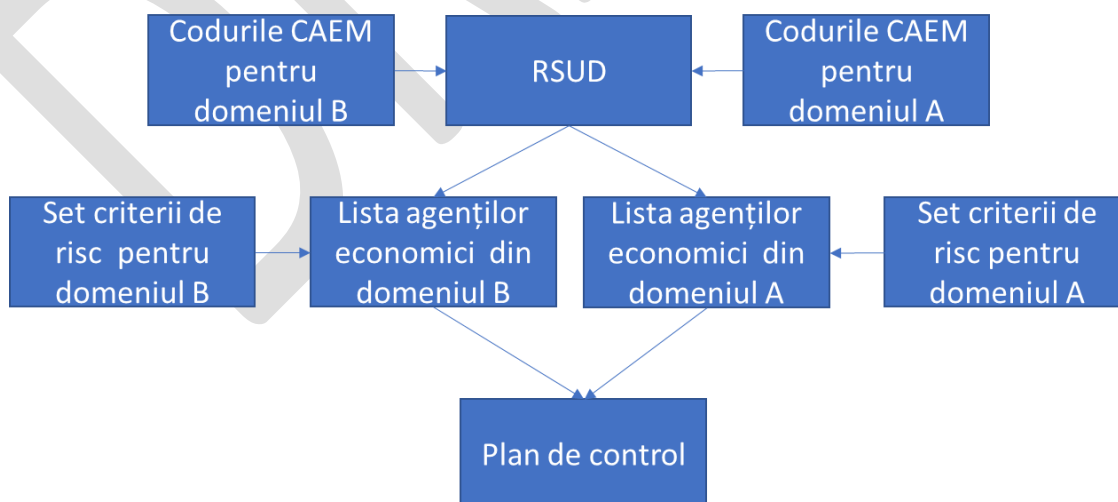 Codurile CAEM
pentru
domeniul B
RSUD
Codurile CAEM
pentru
domeniul A
Set criterii de
risc pentru
domeniul B
Lista agenților
economici din
domeniul B
Lista agenților
economici din
domeniul A
Set criterii de
risc pentru
domeniul A
Plan de control